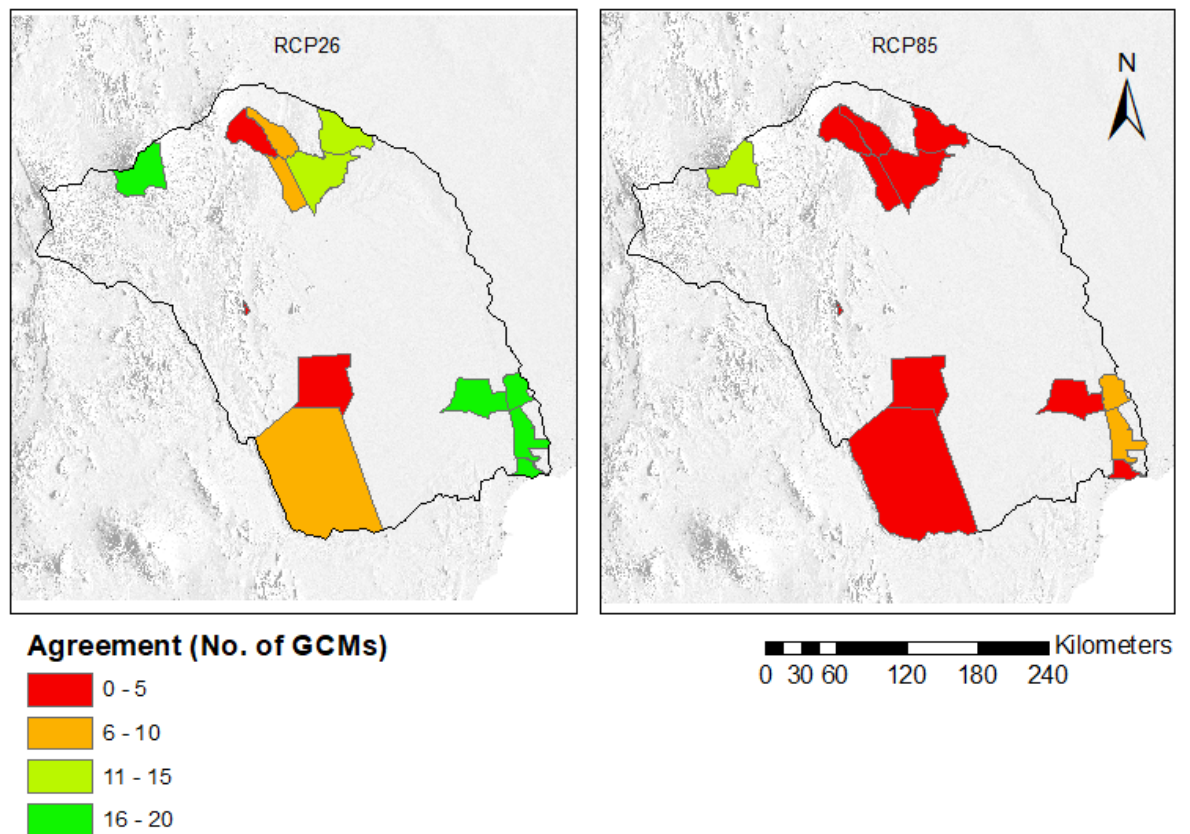 RCP26
RCP85
N
Agreement (No. of GCMs)
0 - 5
6 - 10
11 - 15
16 - 20
Kilometers
0 30 60 120 180 240